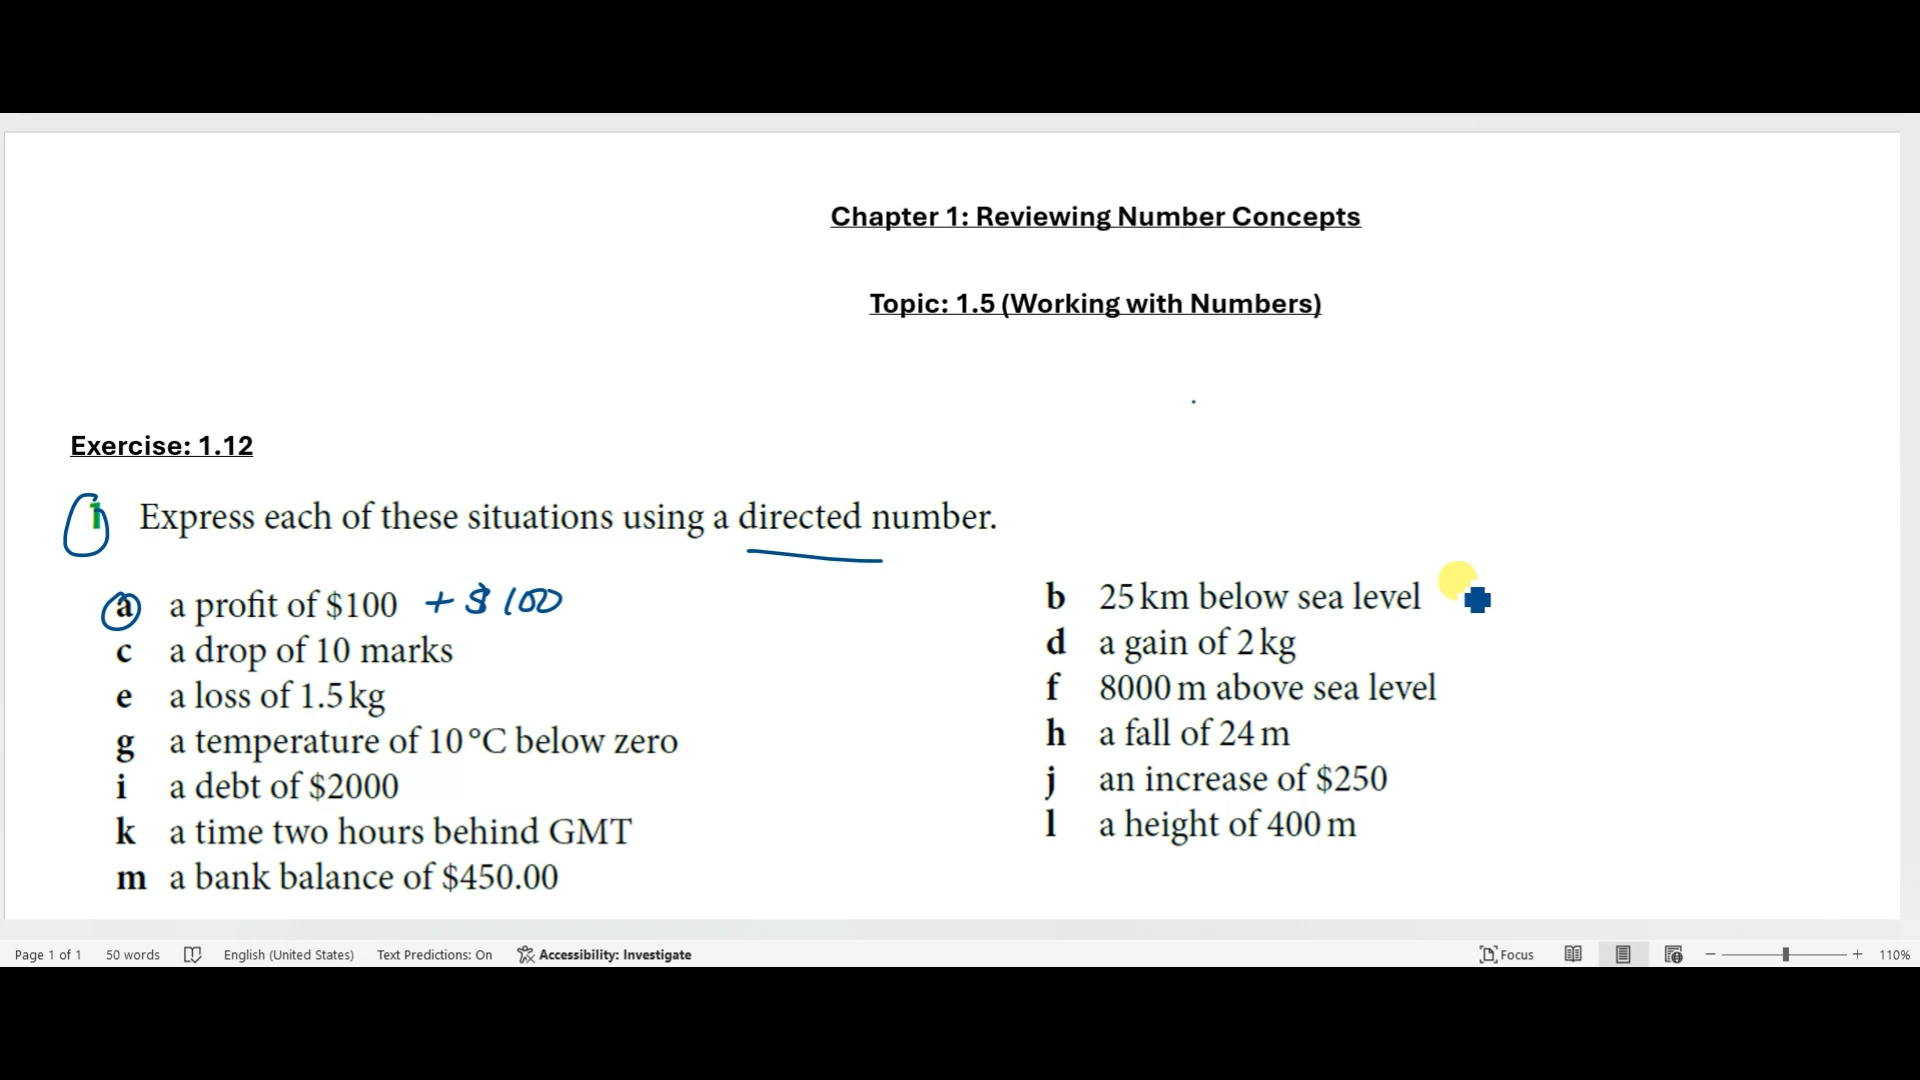 Chapter 1: Reviewing Number Concepts
Topic: 1.5 (Working with Numbers)
Exercise: 1.12
1 Express each of these situations using a directed number.
a a profit of $100 + $ 100
b 25 km below sea level
c a drop of 10 marks
d a gain of 2 kg
e a loss of 1.5 kg
f 8000 m above sea level
g a temperature of 10 °C below zero
h a fall of 24 m
i a debt of $2000
j an increase of $250
k a time two hours behind GMT
l a height of 400 m
m a bank balance of $450.00
Page 1 of 1 50 words English (United States) Text Predictions: On Accessibility: Investigate Focus 110%